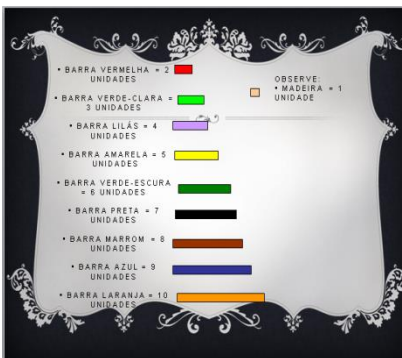 • BARRA VERMELHA = 2
UNIDADES
OBSERVE:
• MADEIRA = 1
UNIDADE
• BARRA VERDE-CLARA =
3 UNIDADES
• BARRA LILÁS = 4
UNIDADES
• BARRA AMARELA = 5
UNIDADES
• BARRA VERDE-ESCURA
= 6 UNIDADES
• BARRA PRETA = 7
UNIDADES
• BARRA MARROM = 8
UNIDADES
• BARRA AZUL = 9
UNIDADES
• BARRA LARANJA = 10
UNIDADES